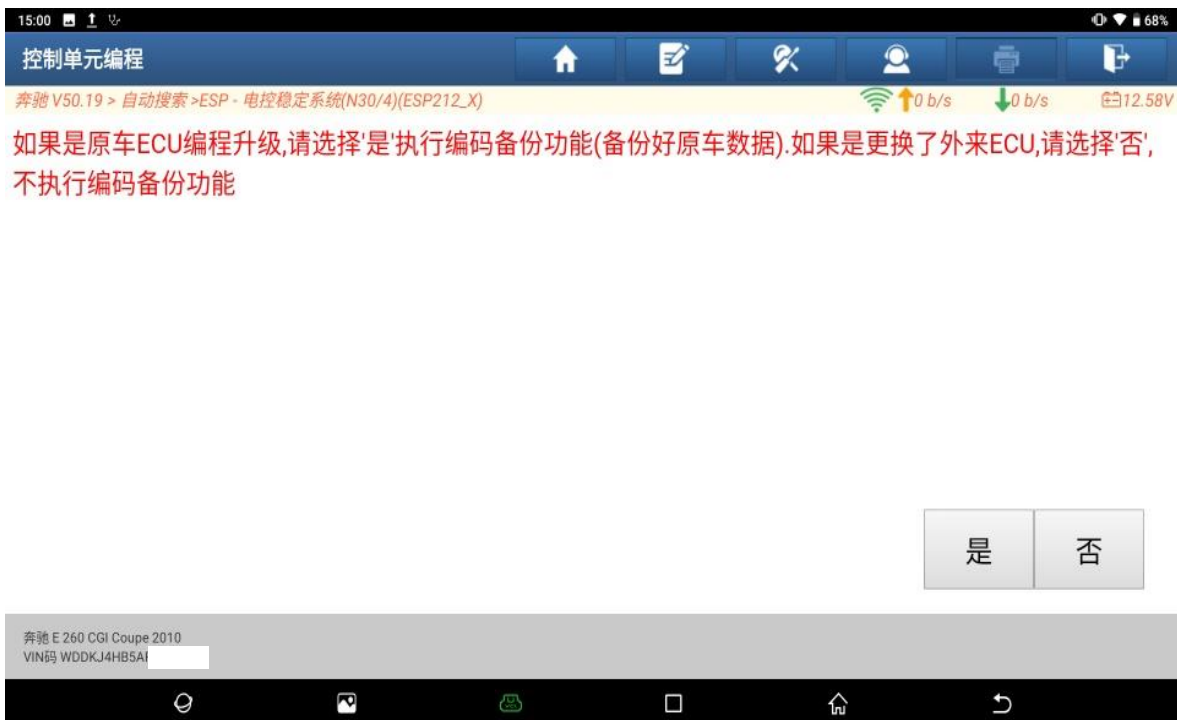 15:00
68%
控制单元编程
奔驰 V50.19 > 自动搜索 >ESP - 电控稳定系统(N30/4)(ESP212_X)
0 b/s
0 b/s
12.58V
如果是原车ECU编程升级,请选择'是'执行编码备份功能(备份好原车数据).如果是更换了外来ECU,请选择'否',
不执行编码备份功能
是
否
奔驰 E 260 CGI Coupe 2010
VIN码 WDDKJ4HB5A
VCI